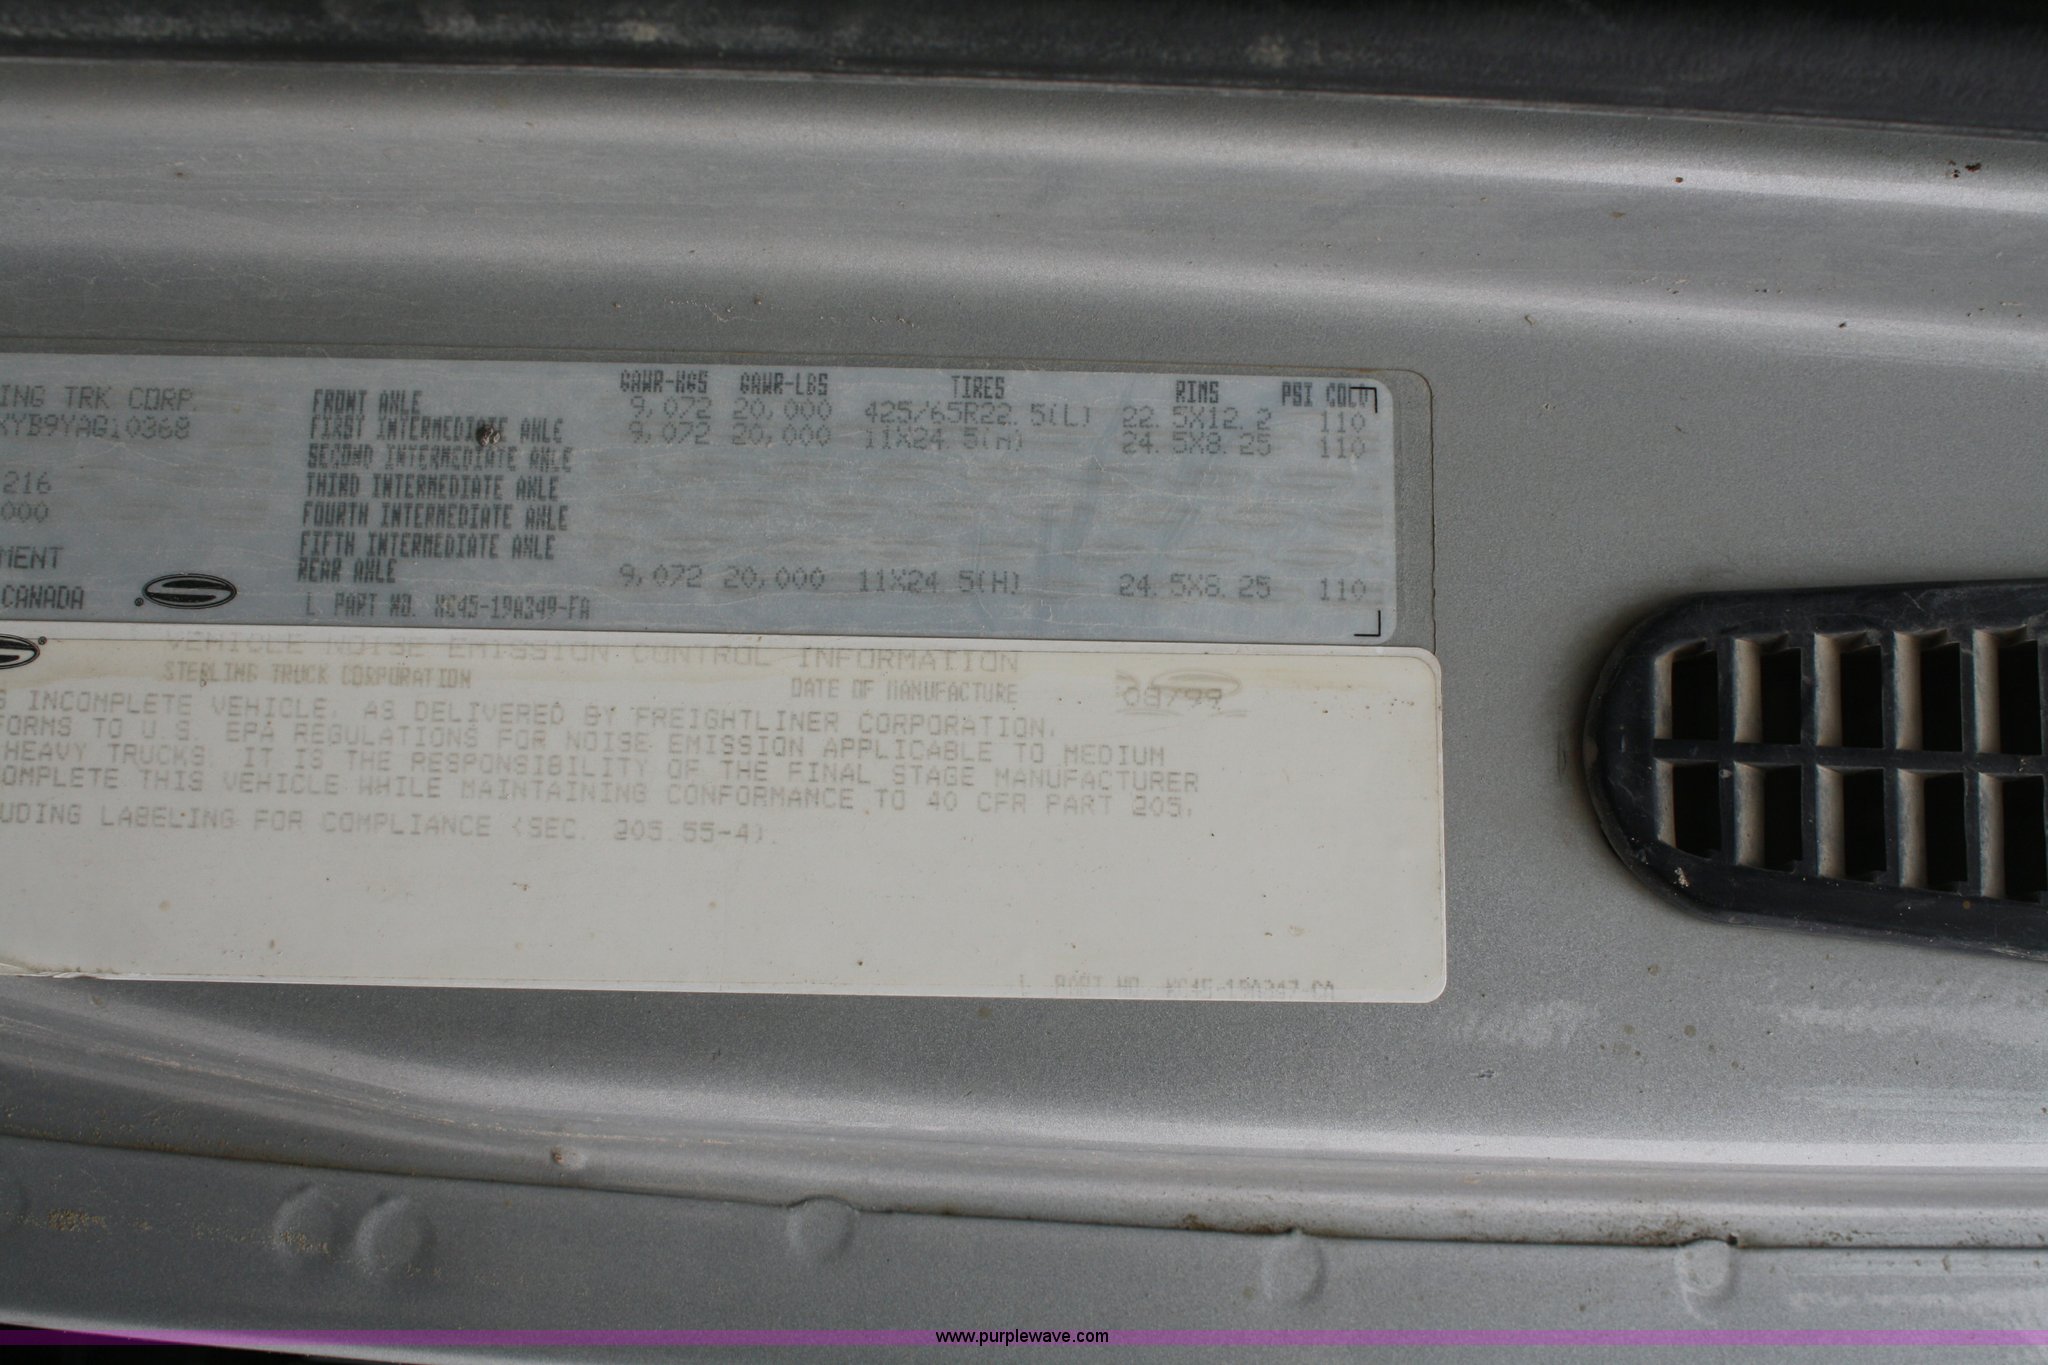 ING TRK CORP.
XYB9YAG10368
216
000
MENT
CANADA
GAWR-KGS GAWR-LBS TIRES RIMS PSI COLD
FRONT AXLE 9,072 20,000 425/65R22.5(L) 22.5X12.2 110
FIRST INTERMEDIATE AXLE 9,072 20,000 11X24.5(H) 24.5X8.25 110
SECOND INTERMEDIATE AXLE
THIRD INTERMEDIATE AXLE
FOURTH INTERMEDIATE AXLE
FIFTH INTERMEDIATE AXLE
REAR AXLE 9,072 20,000 11X24.5(H) 24.5X8.25 110
L PART NO. XC45-19A349-FA
VEHICLE NOISE EMISSION CONTROL INFORMATION
STERLING TRUCK CORPORATION DATE OF MANUFACTURE 08/99
S INCOMPLETE VEHICLE, AS DELIVERED BY FREIGHTLINER CORPORATION,
FORMS TO U.S. EPA REGULATIONS FOR NOISE EMISSION APPLICABLE TO MEDIUM
HEAVY TRUCKS. IT IS THE RESPONSIBILITY OF THE FINAL STAGE MANUFACTURER
OMPLETE THIS VEHICLE WHILE MAINTAINING CONFORMANCE TO 40 CFR PART 205,
UDING LABELING FOR COMPLIANCE (SEC. 205.55-4).
L PART NO.
www.purplewave.com